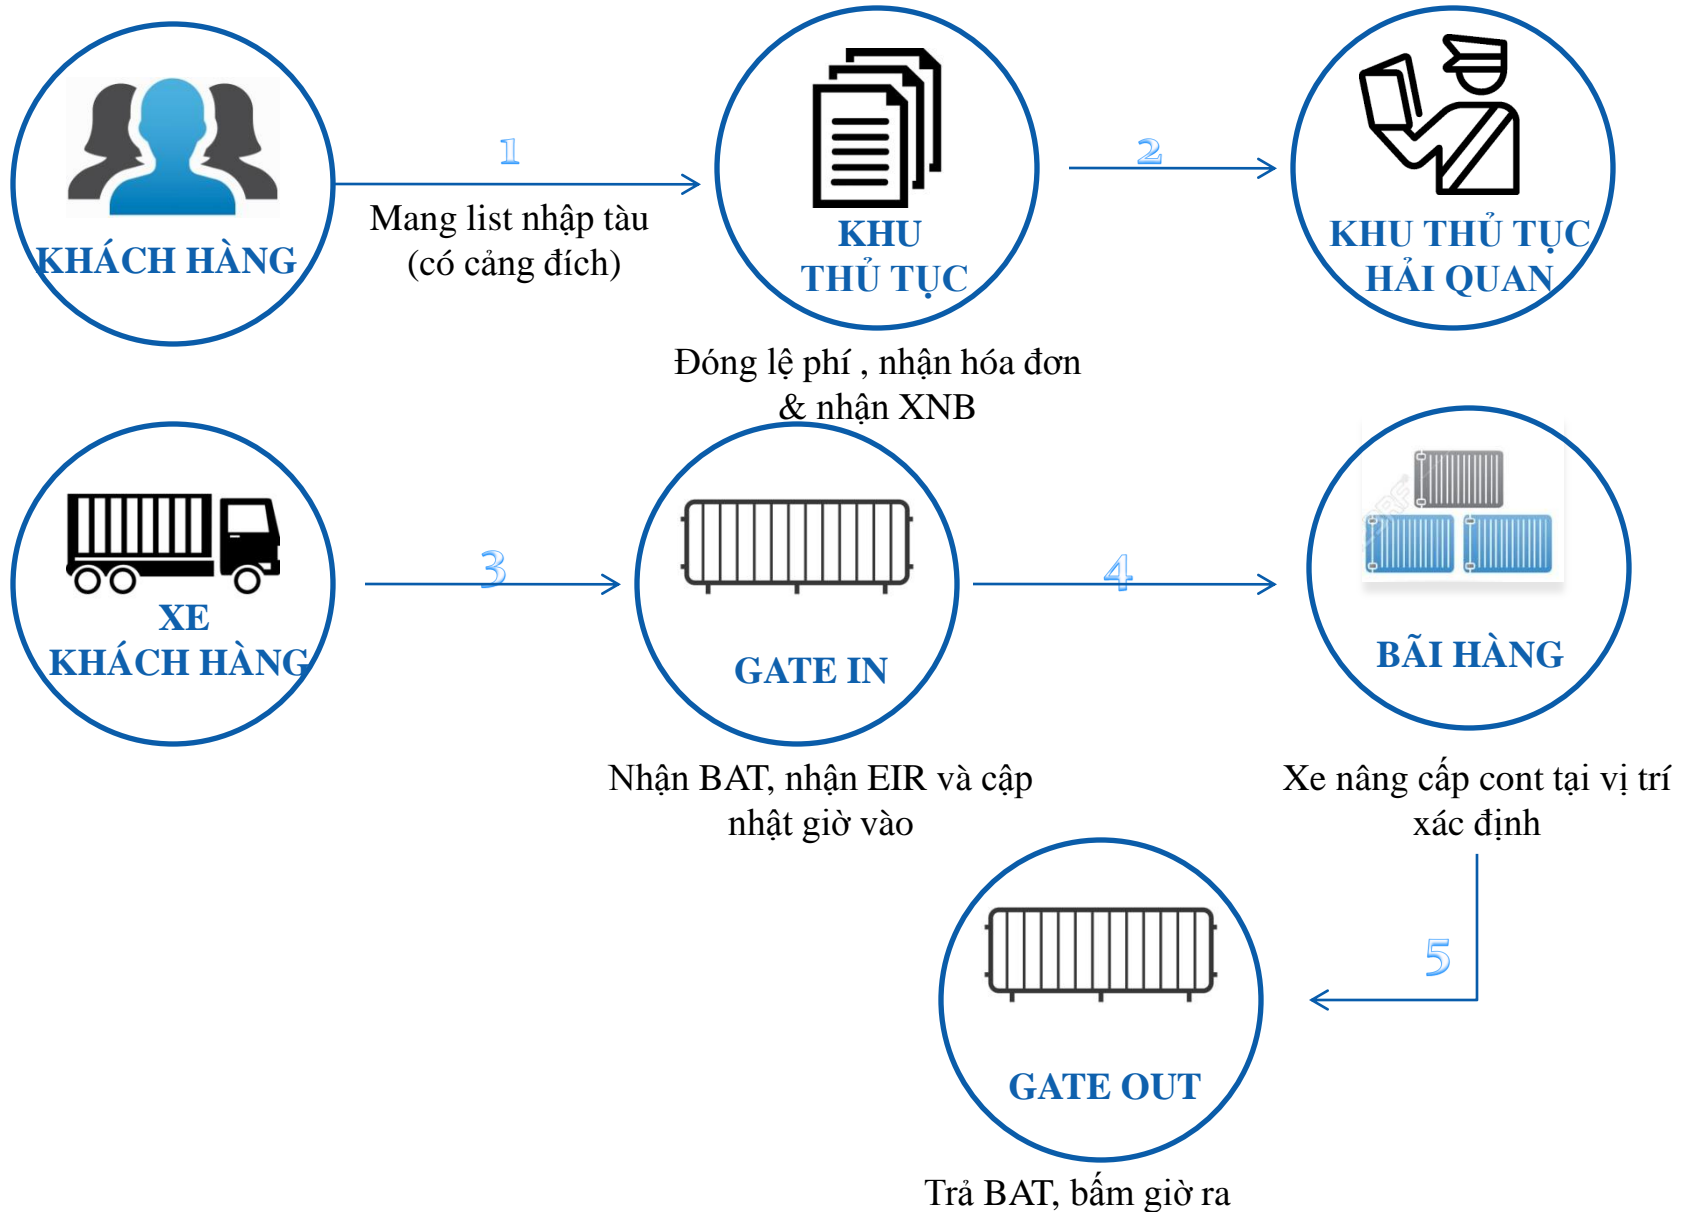 1
2
Mang list nhập tàu
(có cảng đích)
KHÁCH HÀNG
KHU
THỦ TỤC
KHU THỦ TỤC
HẢI QUAN
Đóng lệ phí , nhận hóa đơn
& nhận XNB
3
4
XE
KHÁCH HÀNG
GATE IN
BÃI HÀNG
Nhận BAT, nhận EIR và cập
nhật giờ vào
Xe nâng cấp cont tại vị trí
xác định
5
GATE OUT
Trả BAT, bấm giờ ra